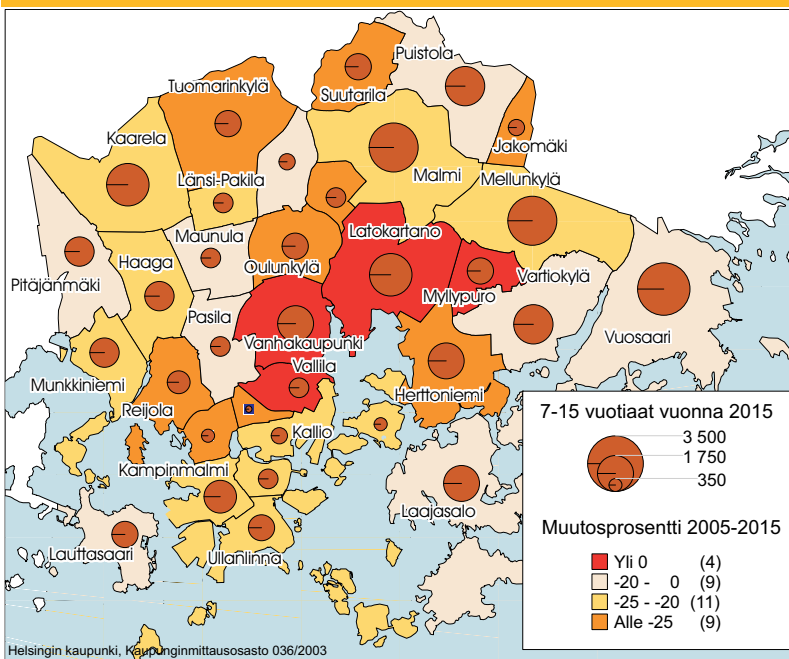 Puistola
Tuomarinkylä
Suutarila
Kaarela
Jakomäki
Länsi-Pakila
Malmi
Mellunkylä
Maunula
Latokartano
Haaga
Oulunkylä
Pitäjänmäki
Myllypuro
Vartiokylä
Pasila
Vanhakaupunki
Vuosaari
Vallila
Munkkiniemi
Reijola
Herttoniemi
Kallio
Kampinmalmi
Laajasalo
Lauttasaari
Ullanlinna
7-15 vuotiaat vuonna 2015
3 500
1 750
350
Muutosprosentti 2005-2015
Yli 0 (4)
-20 - 0 (9)
-25 - -20 (11)
Alle -25 (9)
Helsingin kaupunki, Kaupunginmittausosasto 036/2003